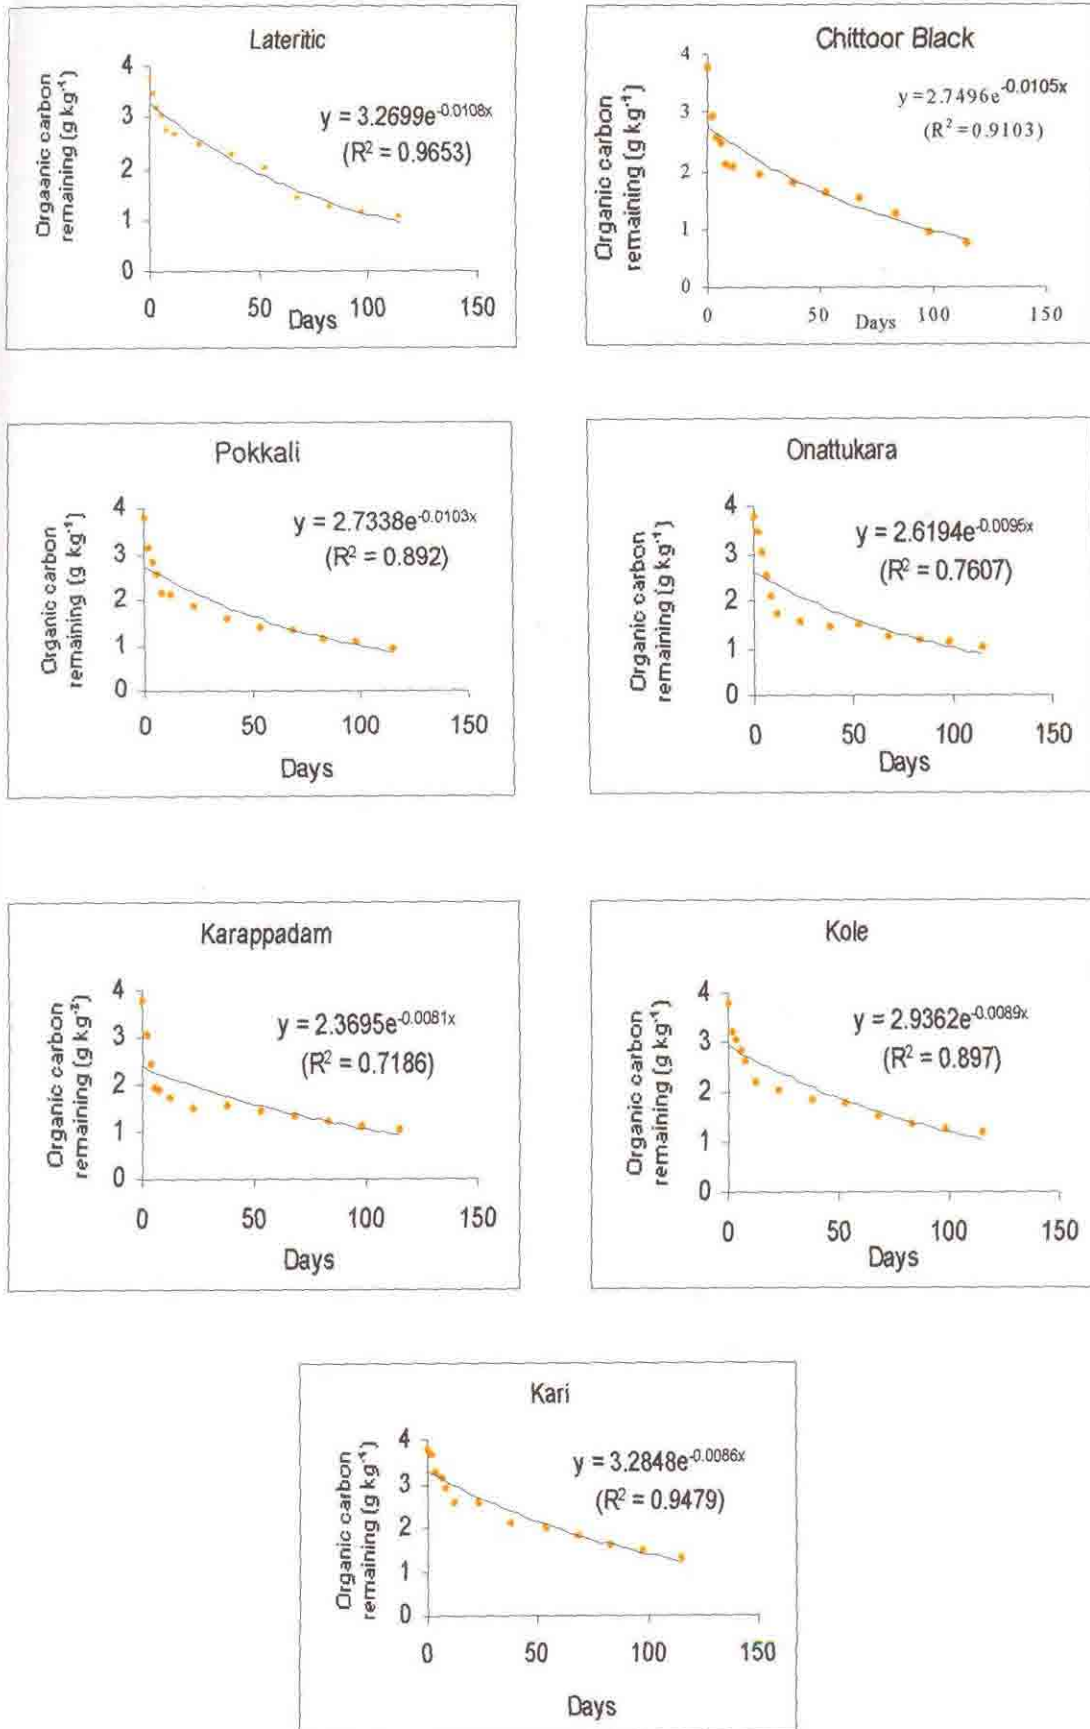 Lateritic
Orgaanic carbon
remaining (g kg⁻¹)
4
3
2
1
0
y = 3.2699e^-0.0108x
(R² = 0.9653)
0 50 100 150
Days
Chittoor Black
Organic carbon
remaining (g kg⁻¹)
4
3
2
1
0
y = 2.7496e^-0.0105x
(R² = 0.9103)
0 50 100 150
Days
Pokkali
Organic carbon
remaining (g kg⁻¹)
4
3
2
1
0
y = 2.7338e^-0.0103x
(R² = 0.892)
0 50 100 150
Days
Onattukara
Organic carbon
remaining (g kg⁻¹)
4
3
2
1
0
y = 2.6194e^-0.0095x
(R² = 0.7607)
0 50 100 150
Days
Karappadam
Organic carbon
remaining (g kg⁻¹)
4
3
2
1
0
y = 2.3695e^-0.0081x
(R² = 0.7186)
0 50 100 150
Days
Kole
Organic carbon
remaining (g kg⁻¹)
4
3
2
1
0
y = 2.9362e^-0.0089x
(R² = 0.897)
0 50 100 150
Days
Kari
Organic carbon
remaining (g kg⁻¹)
4
3
2
1
0
y = 3.2848e^-0.0086x
(R² = 0.9479)
0 50 100 150
Days